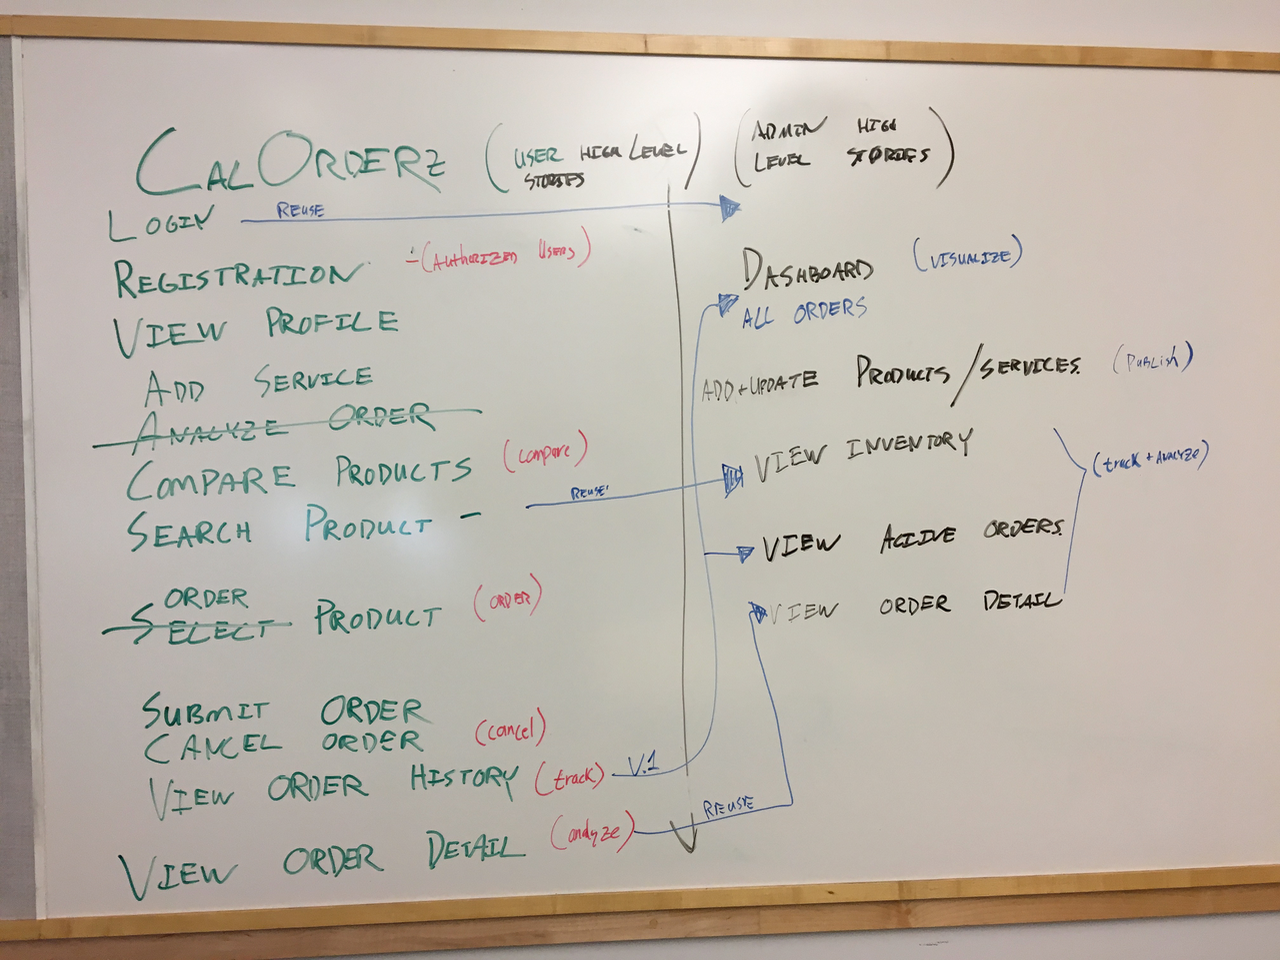 CALORDERZ (USER HIGH LEVEL STORIES)
LOGIN REUSE
REGISTRATION -(AUTHORIZED USERS)
VIEW PROFILE
ADD SERVICE
ANALYZE ORDER
COMPARE PRODUCTS (compare)
SEARCH PRODUCT - REUSE
ORDER
SELECT PRODUCT (ORDER)
SUBMIT ORDER
CANCEL ORDER (cancel)
VIEW ORDER HISTORY (track) V.1
VIEW ORDER DETAIL (analyze) REUSE
(ADMIN HIGH
LEVEL STORIES)
DASHBOARD (VISUALIZE)
ALL ORDERS
ADD + UPDATE PRODUCTS/SERVICES. (PUBLISH)
VIEW INVENTORY
(track + ANALYZE)
VIEW ACTIVE ORDERS.
VIEW ORDER DETAIL